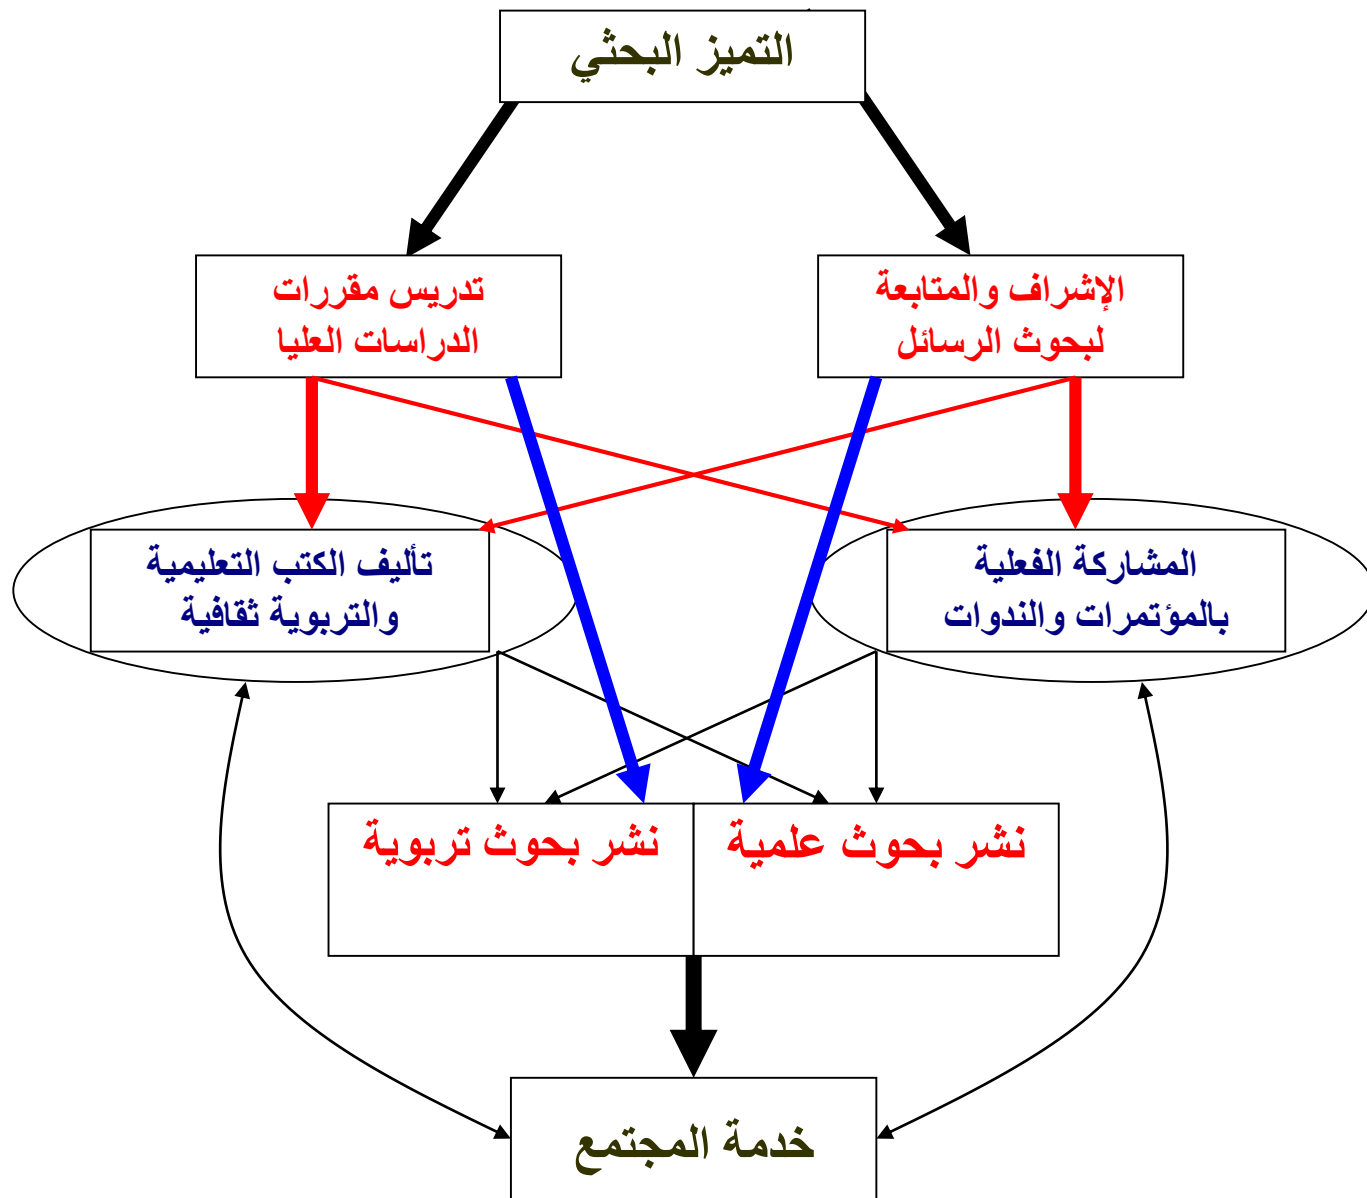 التميز البحثي
الإشراف والمتابعة
لبحوث الرسائل
تدريس مقررات
الدراسات العليا
المشاركة الفعلية
بالمؤتمرات والندوات
تأليف الكتب التعليمية
والتربوية ثقافية
نشر بحوث علمية
نشر بحوث تربوية
خدمة المجتمع